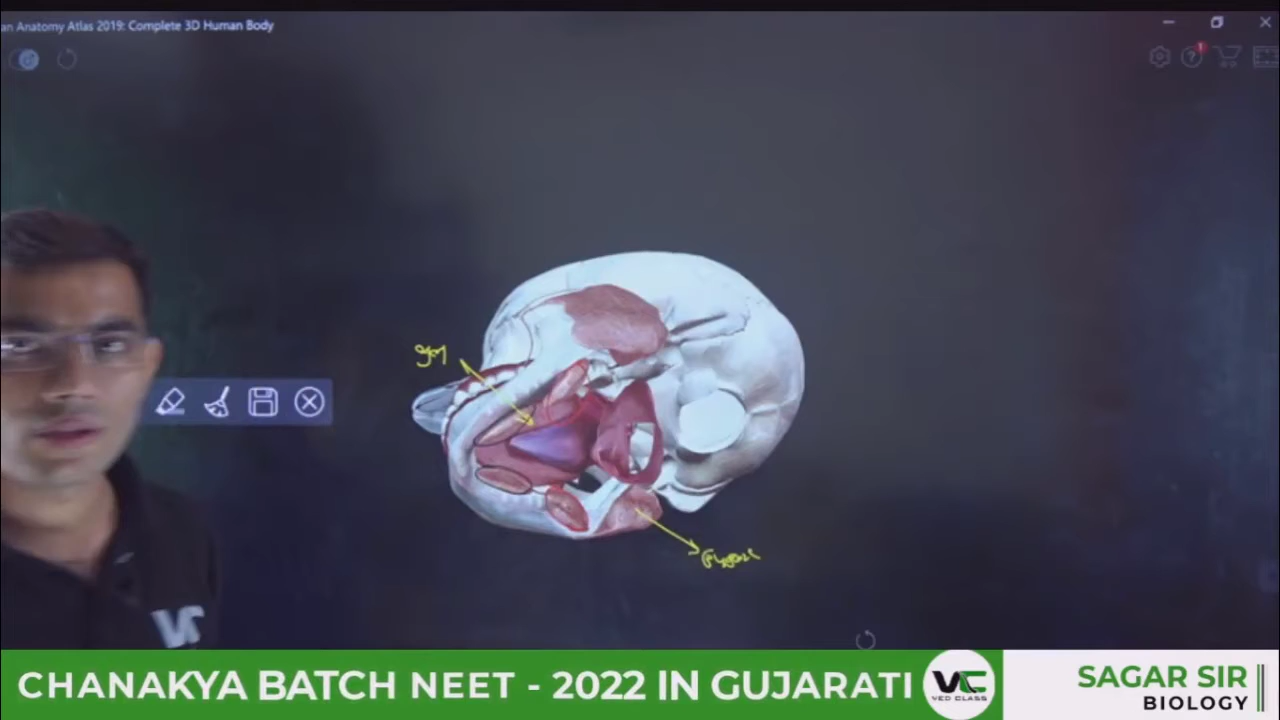 an Anatomy Atlas 2019: Complete 3D Human Body
CHANAKYA BATCH NEET - 2022 IN GUJARATI
VED CLASS
SAGAR SIR
BIOLOGY